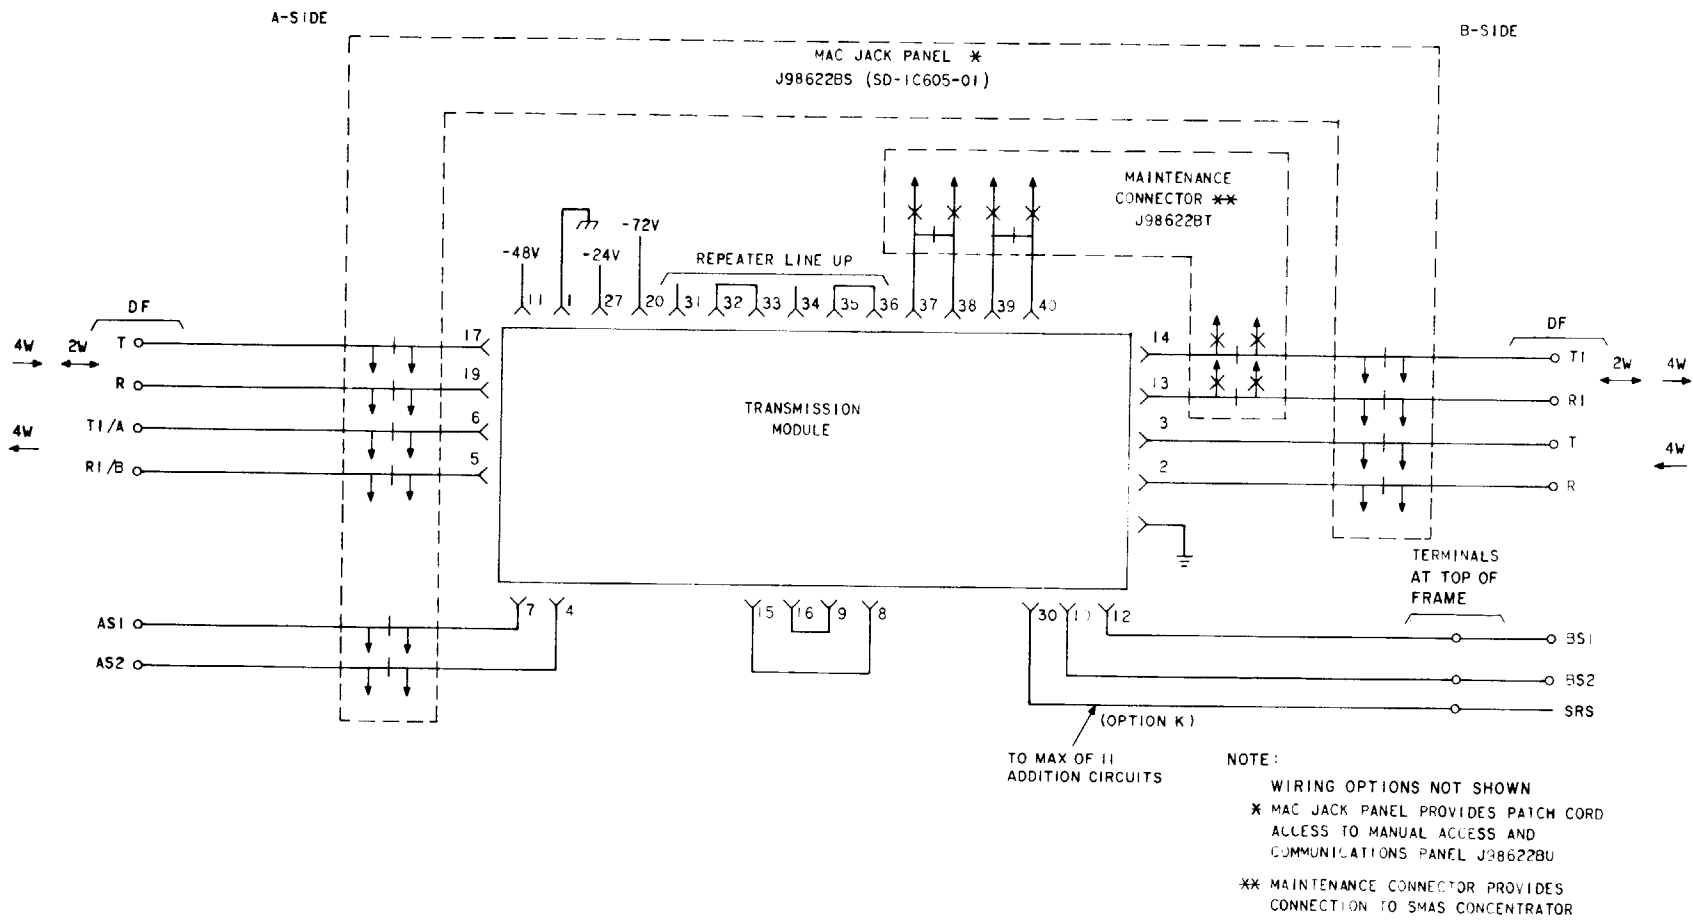 A-SIDE
B-SIDE
MAC JACK PANEL *
J98622BS (SD-1C605-01)
MAINTENANCE
CONNECTOR **
J98622BT
-48V
-24V
-72V
REPEATER LINE UP
11 1 27 20 31 32 33 34 35 36 37 38 39 40
DF
4W 2W T
R
T1/A
4W
R1/B
17
19
6
5
TRANSMISSION
MODULE
14
13
3
2
DF
T1
2W 4W
R1
T
4W
R
TERMINALS
AT TOP OF
FRAME
AS1
AS2
7 4 15 16 9 8 30 10 12
BS1
BS2
SRS
(OPTION K)
TO MAX OF 11
ADDITION CIRCUITS
NOTE:
WIRING OPTIONS NOT SHOWN
* MAC JACK PANEL PROVIDES PATCH CORD
ACCESS TO MANUAL ACCESS AND
COMMUNICATIONS PANEL J98622BU
** MAINTENANCE CONNECTOR PROVIDES
CONNECTION TO SMAS CONCENTRATOR